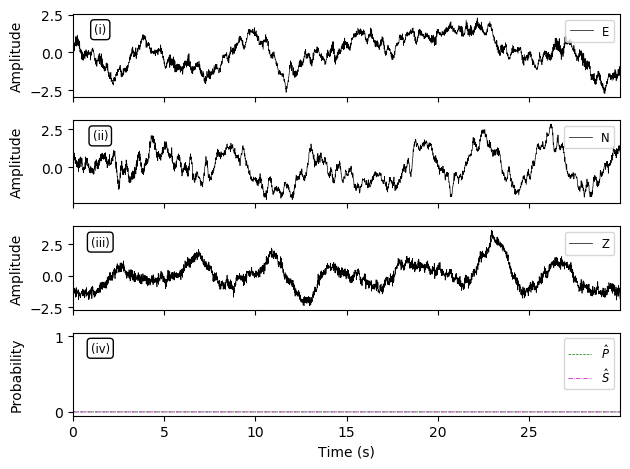 2.5
0.0
−2.5
Amplitude
(i)
E
2.5
0.0
Amplitude
(ii)
N
2.5
0.0
−2.5
Amplitude
(iii)
Z
1
0
Probability
(iv)
P̂
Ŝ
0 5 10 15 20 25
Time (s)